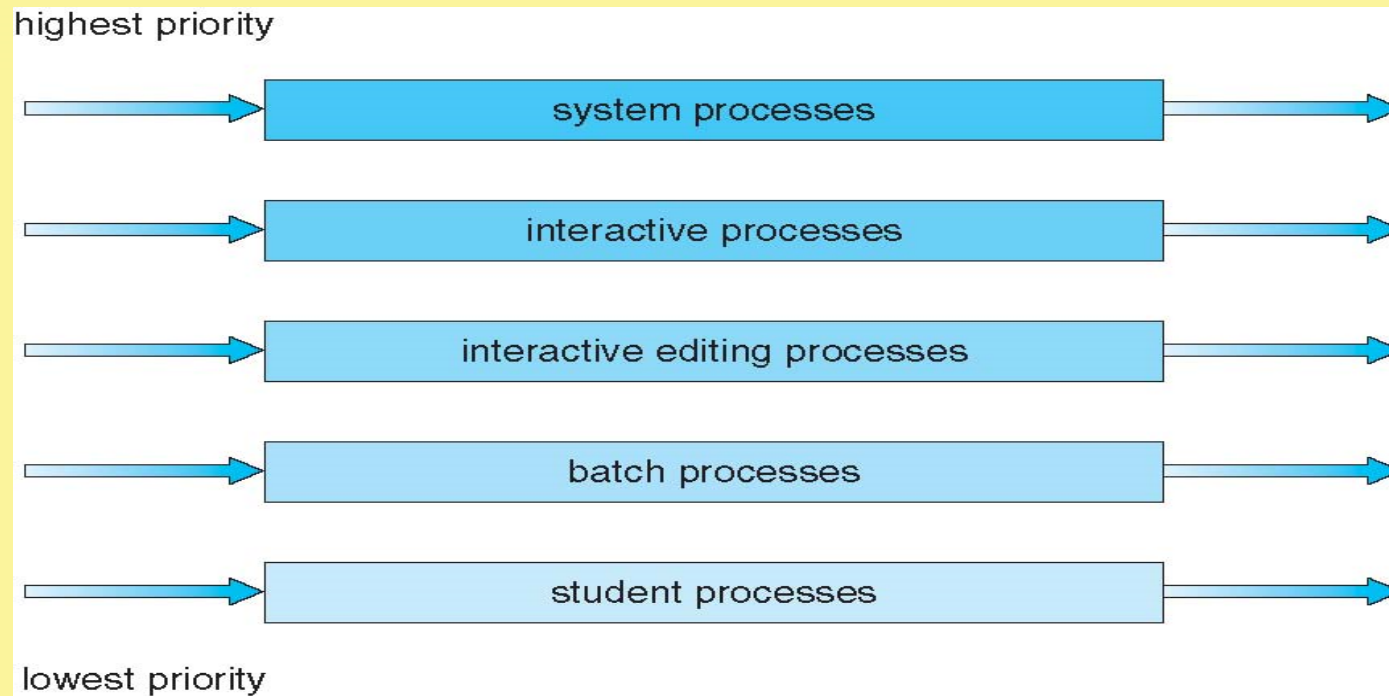 highest priority
system processes
interactive processes
interactive editing processes
batch processes
student processes
lowest priority